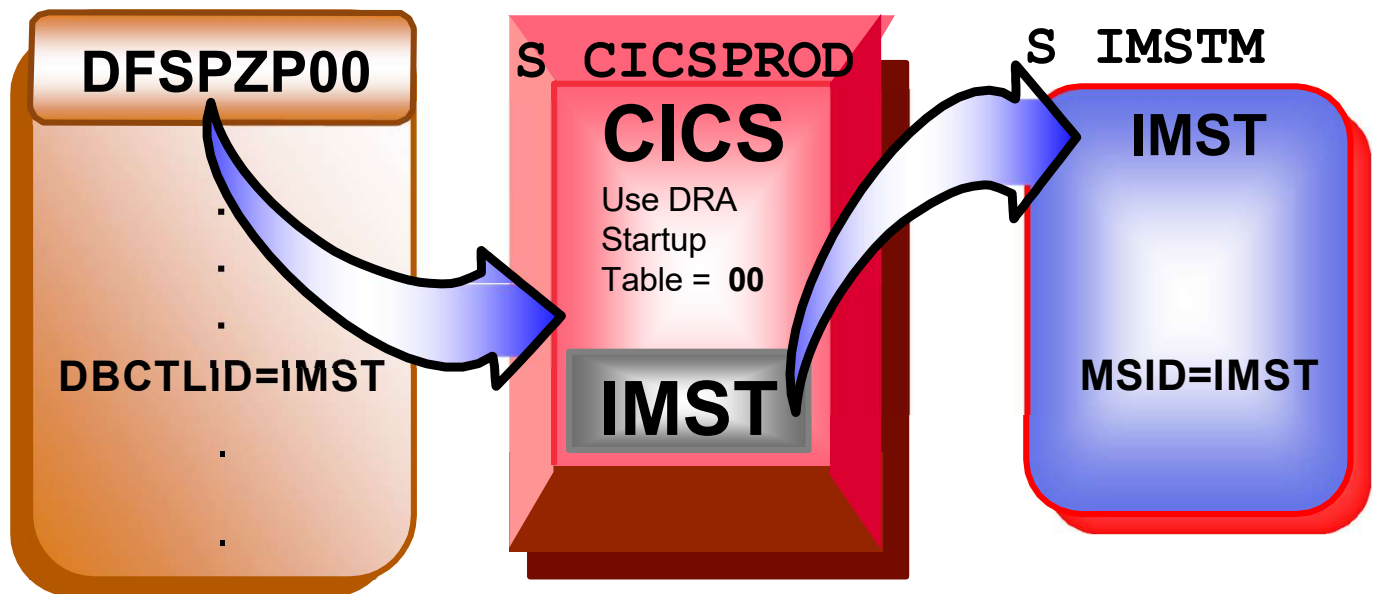 DFSPZP00
.
.
.
DBCTLID=IMST
.
.
S CICSPROD
CICS
Use DRA
Startup
Table = 00
IMST
S IMSTM
IMST
MSID=IMST